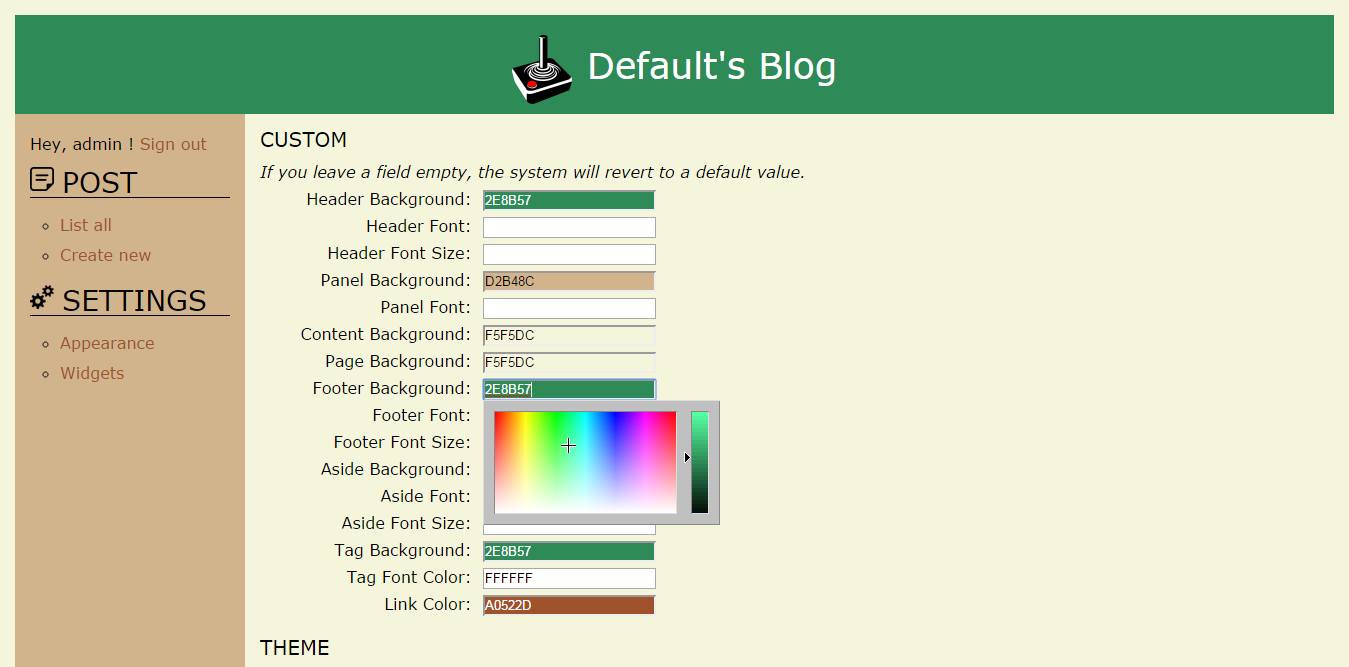 Default's Blog
Hey, admin ! Sign out
POST
List all
Create new
SETTINGS
Appearance
Widgets
CUSTOM
If you leave a field empty, the system will revert to a default value.
Header Background: 2E8B57
Header Font:
Header Font Size:
Panel Background: D2B48C
Panel Font:
Content Background: F5F5DC
Page Background: F5F5DC
Footer Background: 2E8B57
Footer Font:
Footer Font Size:
Aside Background:
Aside Font:
Aside Font Size:
Tag Background: 2E8B57
Tag Font Color: FFFFFF
Link Color: A0522D
THEME